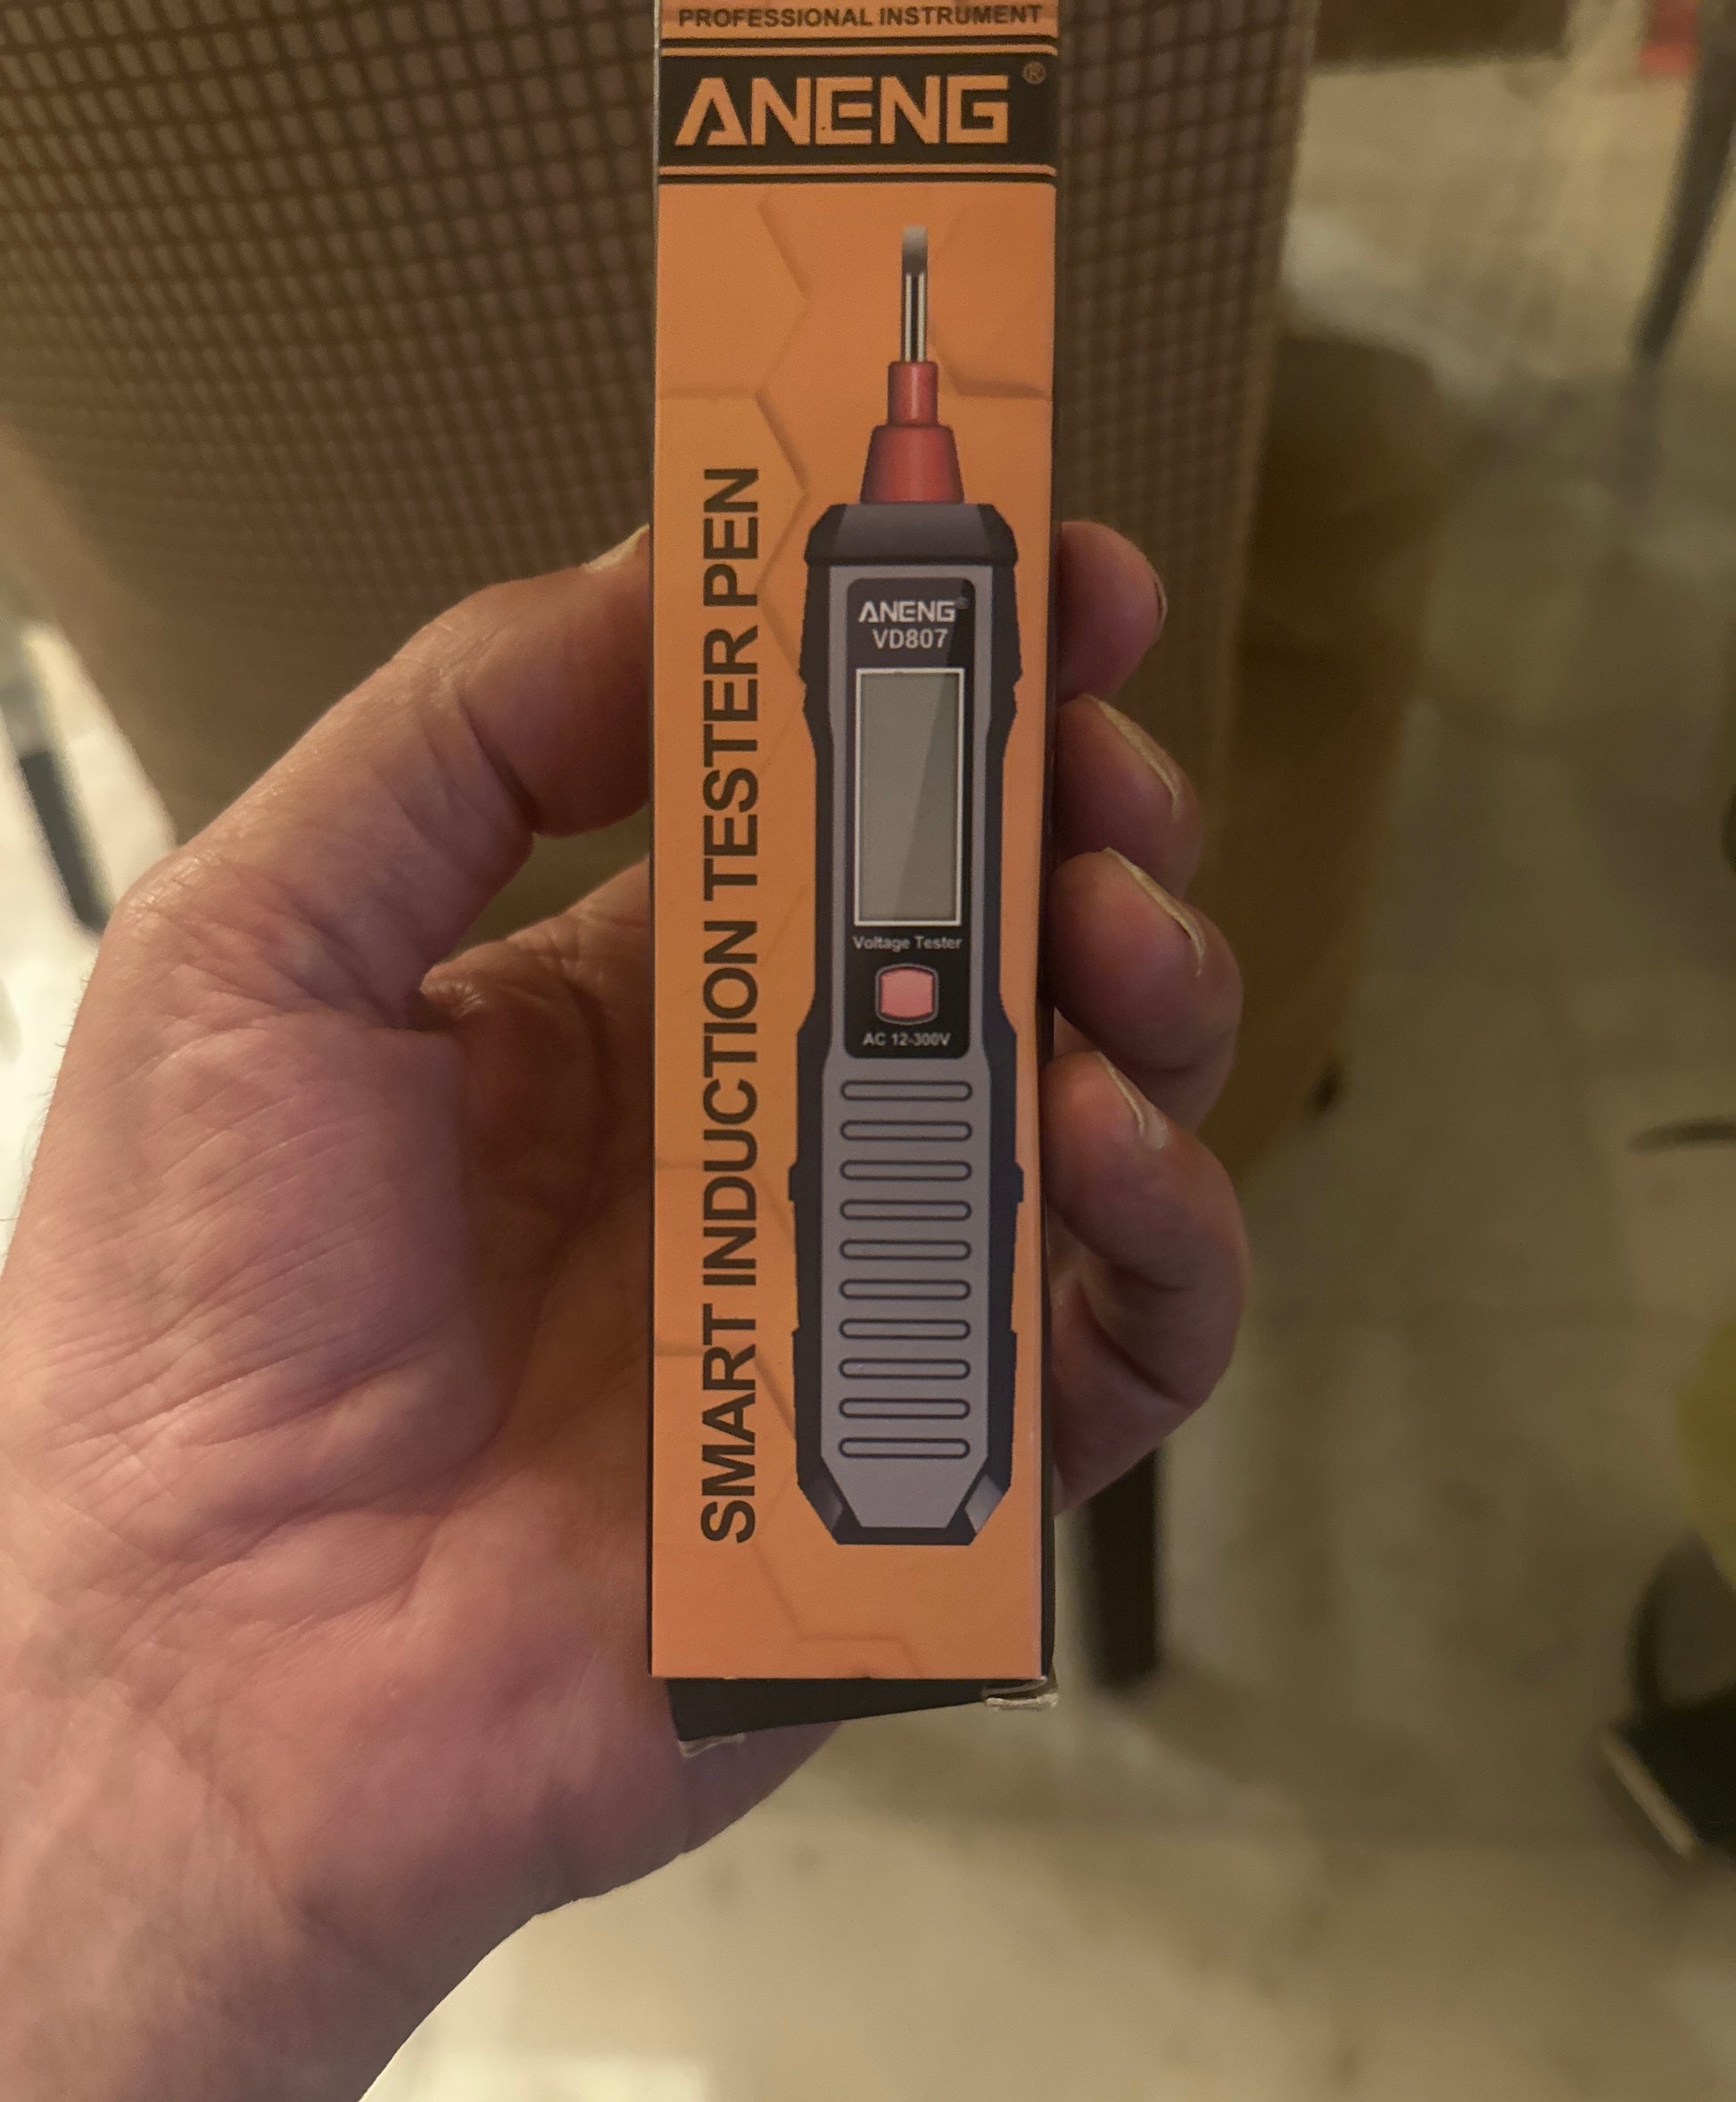 PROFESSIONAL INSTRUMENT
ANENG®
SMART INDUCTION TESTER PEN
ANENG®
VD807
Voltage Tester
AC 12-300V